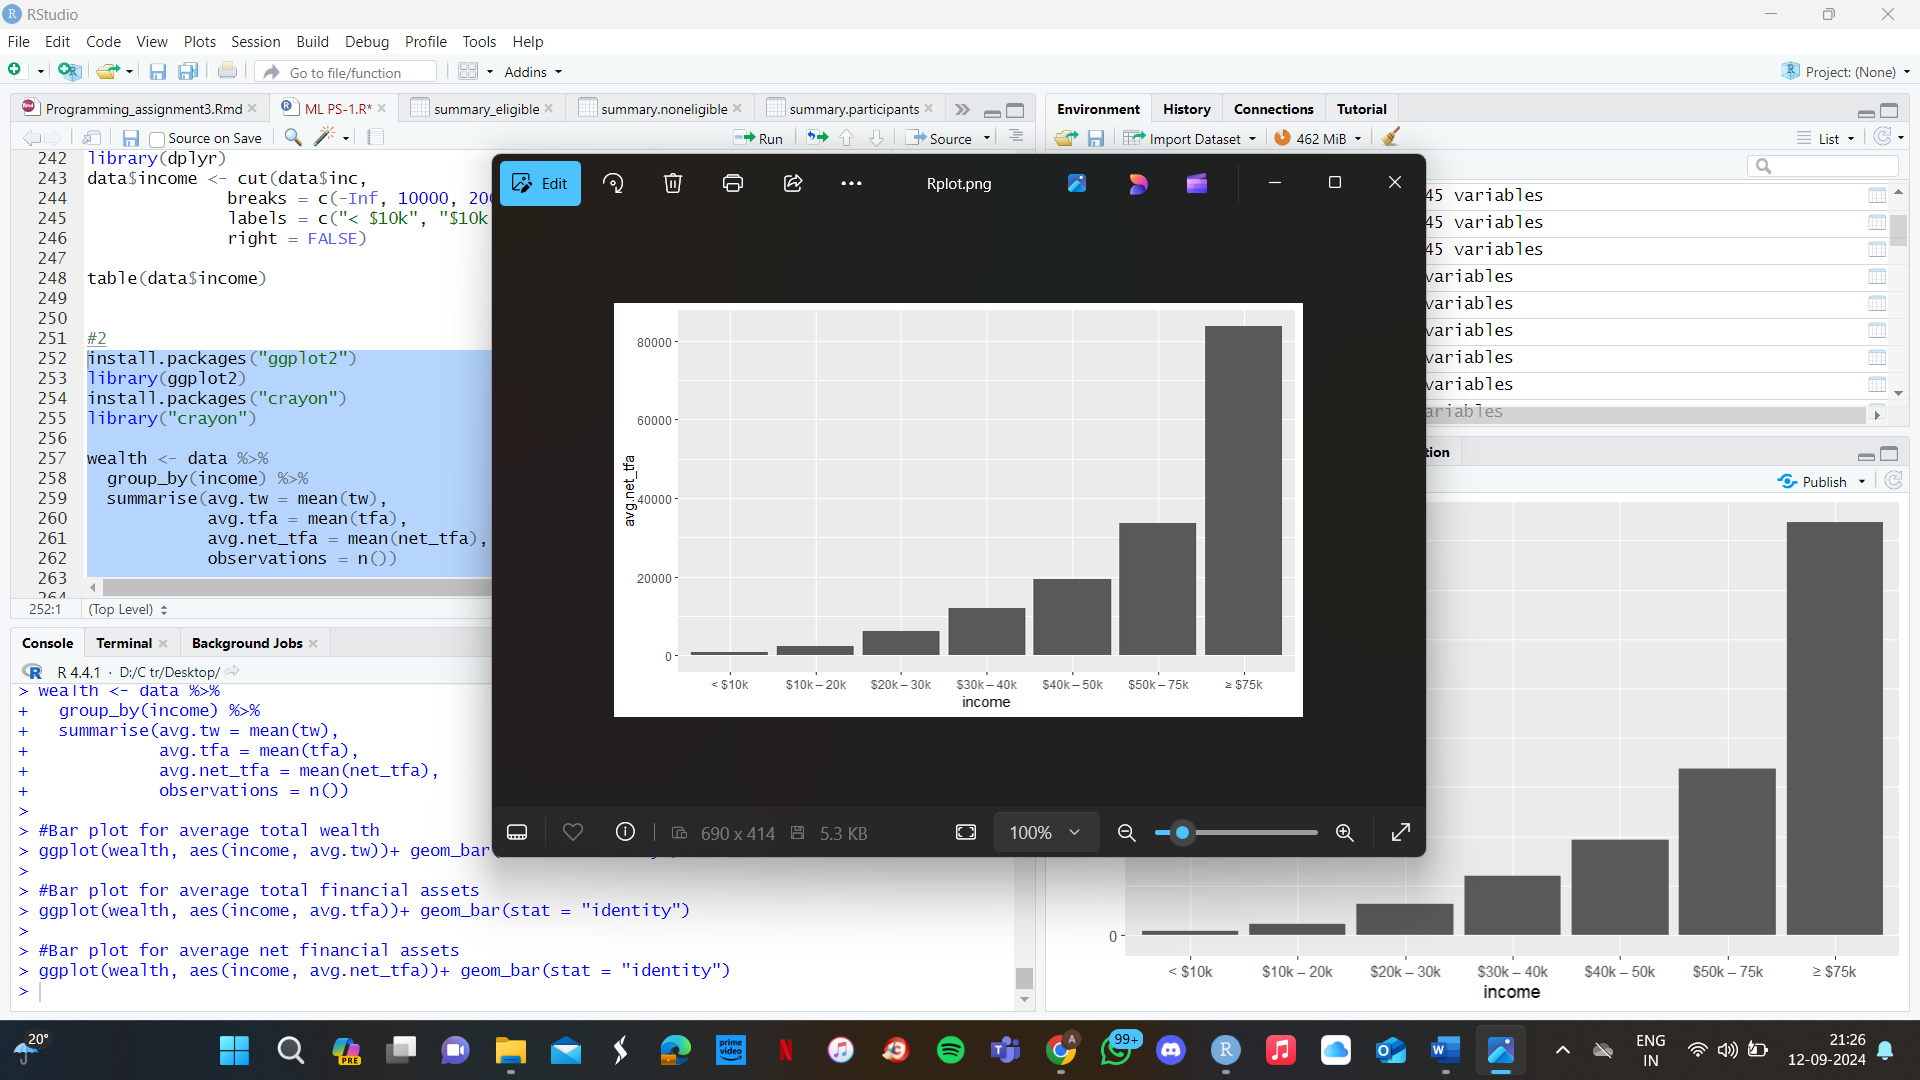 RStudio
File Edit Code View Plots Session Build Debug Profile Tools Help
Go to file/function Addins Project: (None)
Programming_assignment3.Rmd ML PS-1.R* summary_eligible summary.noneligible summary.participants
Source on Save Run Source
242 library(dplyr)
243 data$income <- cut(data$inc,
244 breaks = c(-Inf, 10000, 20
245 labels = c("< $10k", "$10k
246 right = FALSE)
247
248 table(data$income)
249
250
251 #2
252 install.packages("ggplot2")
253 library(ggplot2)
254 install.packages("crayon")
255 library("crayon")
256
257 wealth <- data %>%
258 group_by(income) %>%
259 summarise(avg.tw = mean(tw),
260 avg.tfa = mean(tfa),
261 avg.net_tfa = mean(net_tfa),
262 observations = n())
263
264
252:1 (Top Level)
Console Terminal Background Jobs
R 4.4.1 · D:/C tr/Desktop/
> wealth <- data %>%
+ group_by(income) %>%
+ summarise(avg.tw = mean(tw),
+ avg.tfa = mean(tfa),
+ avg.net_tfa = mean(net_tfa),
+ observations = n())
>
> #Bar plot for average total wealth
> ggplot(wealth, aes(income, avg.tw))+ geom_bar(
>
> #Bar plot for average total financial assets
> ggplot(wealth, aes(income, avg.tfa))+ geom_bar(stat = "identity")
>
> #Bar plot for average net financial assets
> ggplot(wealth, aes(income, avg.net_tfa))+ geom_bar(stat = "identity")
>
Edit Rplot.png
80000
60000
40000
20000
0
avg.net_tfa
< $10k $10k – 20k $20k – 30k $30k – 40k $40k – 50k $50k – 75k ≥ $75k
income
690 x 414 5.3 KB 100%
Environment History Connections Tutorial
Import Dataset 462 MiB List
45 variables
45 variables
45 variables
variables
variables
variables
variables
variables
ariables
tion
Publish
0
< $10k $10k – 20k $20k – 30k $30k – 40k $40k – 50k $50k – 75k ≥ $75k
income
20°
PRE
prime video
N
99+
A
ENG
IN
21:26
12-09-2024